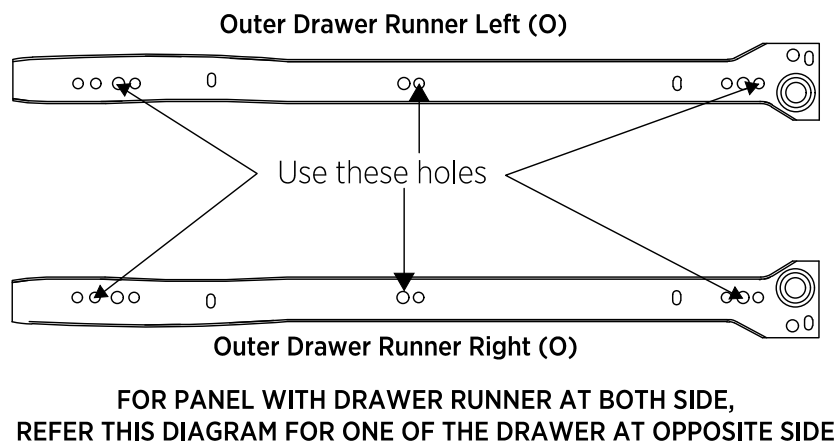 Outer Drawer Runner Left (O)
Use these holes
Outer Drawer Runner Right (O)
FOR PANEL WITH DRAWER RUNNER AT BOTH SIDE,
REFER THIS DIAGRAM FOR ONE OF THE DRAWER AT OPPOSITE SIDE